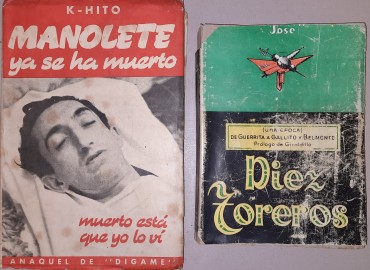 K-HITO
MANOLETE
ya se ha muerto
muerto está
que yo lo ví
ANAQUEL DE "DIGAME"
José
(UNA EPOCA)
DE GUERRITA A GALLITO Y BELMONTE
Prólogo de Giraldillo
Diez
Toreros